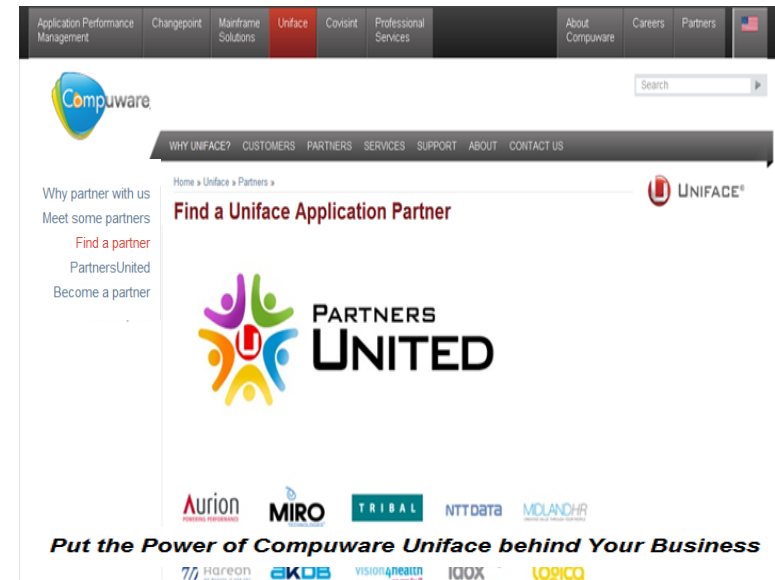 Application Performance Management
Changepoint
Mainframe Solutions
Uniface
Covisint
Professional Services
About Compuware
Careers
Partners
Compuware
Search
WHY UNIFACE? CUSTOMERS PARTNERS SERVICES SUPPORT ABOUT CONTACT US
Home » Uniface » Partners »
UNIFACE®
Find a Uniface Application Partner
Why partner with us
Meet some partners
Find a partner
PartnersUnited
Become a partner
PARTNERS
UNITED
Aurion
POWERING PERFORMANCE
MIRO
TECHNOLOGIES
TRIBAL
NTT DATA
MIDLANDHR
Put the Power of Compuware Uniface behind Your Business
Hareon
AKDB
vision4health
idox
logica